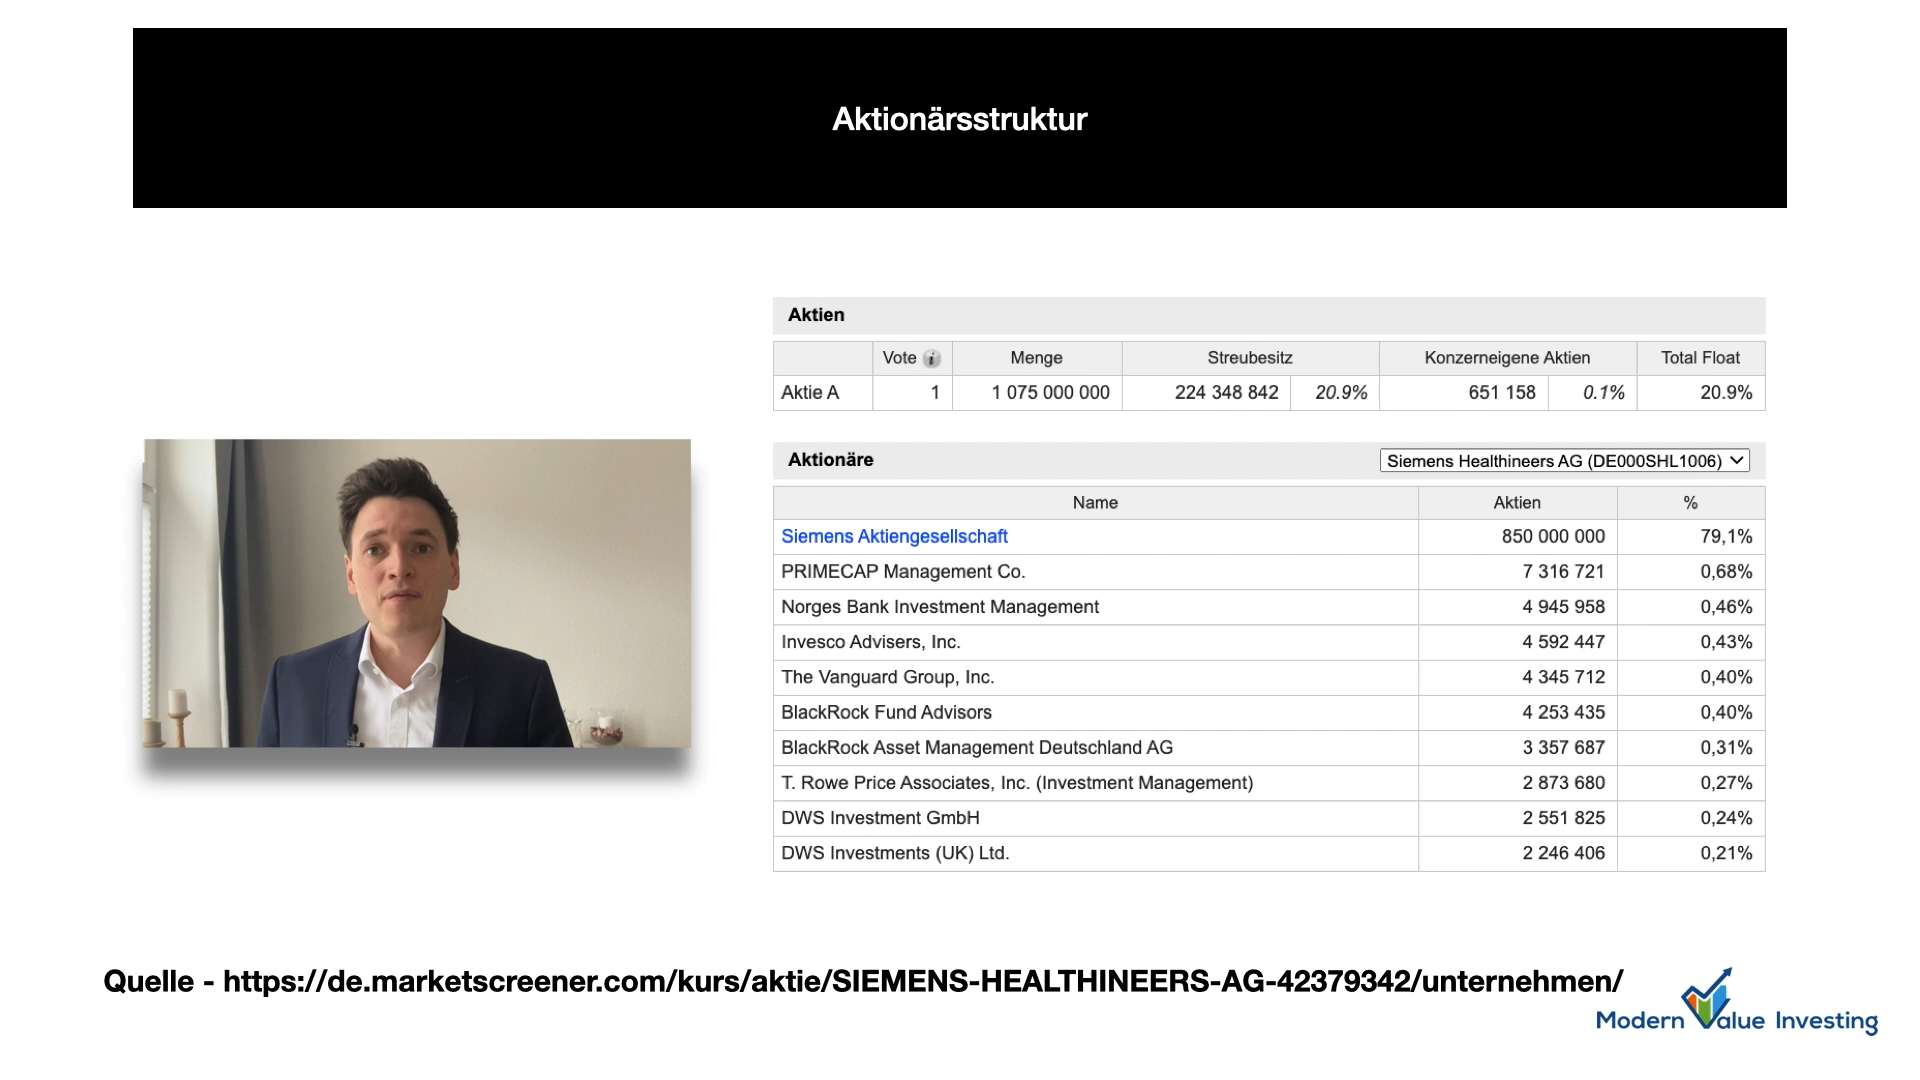 Aktionärsstruktur
Aktien
Vote Menge Streubesitz Konzerneigene Aktien Total Float
Aktie A 1 1 075 000 000 224 348 842 20.9% 651 158 0.1% 20.9%
Aktionäre Siemens Healthineers AG (DE000SHL1006)
Name Aktien %
Siemens Aktiengesellschaft 850 000 000 79,1%
PRIMECAP Management Co. 7 316 721 0,68%
Norges Bank Investment Management 4 945 958 0,46%
Invesco Advisers, Inc. 4 592 447 0,43%
The Vanguard Group, Inc. 4 345 712 0,40%
BlackRock Fund Advisors 4 253 435 0,40%
BlackRock Asset Management Deutschland AG 3 357 687 0,31%
T. Rowe Price Associates, Inc. (Investment Management) 2 873 680 0,27%
DWS Investment GmbH 2 551 825 0,24%
DWS Investments (UK) Ltd. 2 246 406 0,21%
Quelle - https://de.marketscreener.com/kurs/aktie/SIEMENS-HEALTHINEERS-AG-42379342/unternehmen/
Modern Value Investing